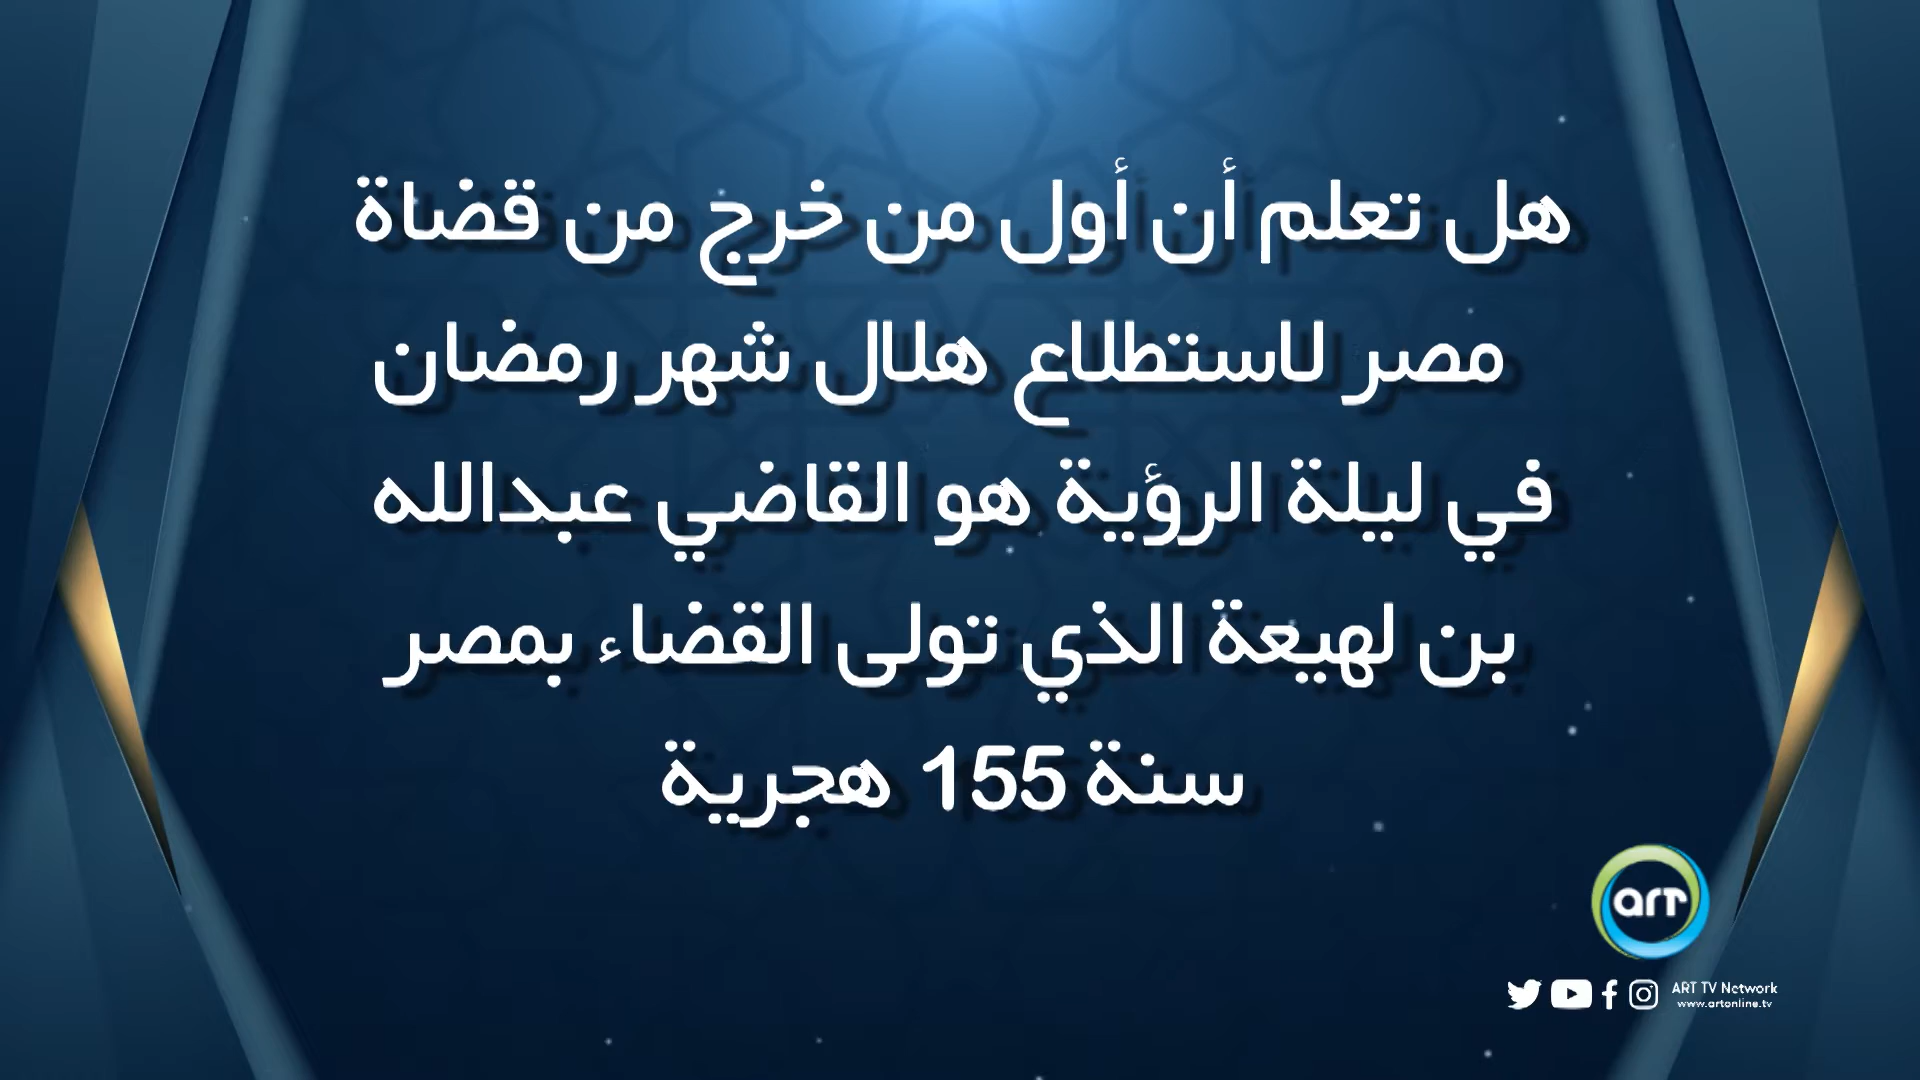 هل تعلم أن أول من خرج من قضاة
مصر لاستطلاع هلال شهر رمضان
في ليلة الرؤية هو القاضي عبدالله
بن لهيعة الذي تولى القضاء بمصر
سنة 155 هجرية
art
ART TV Network
www.artonline.tv